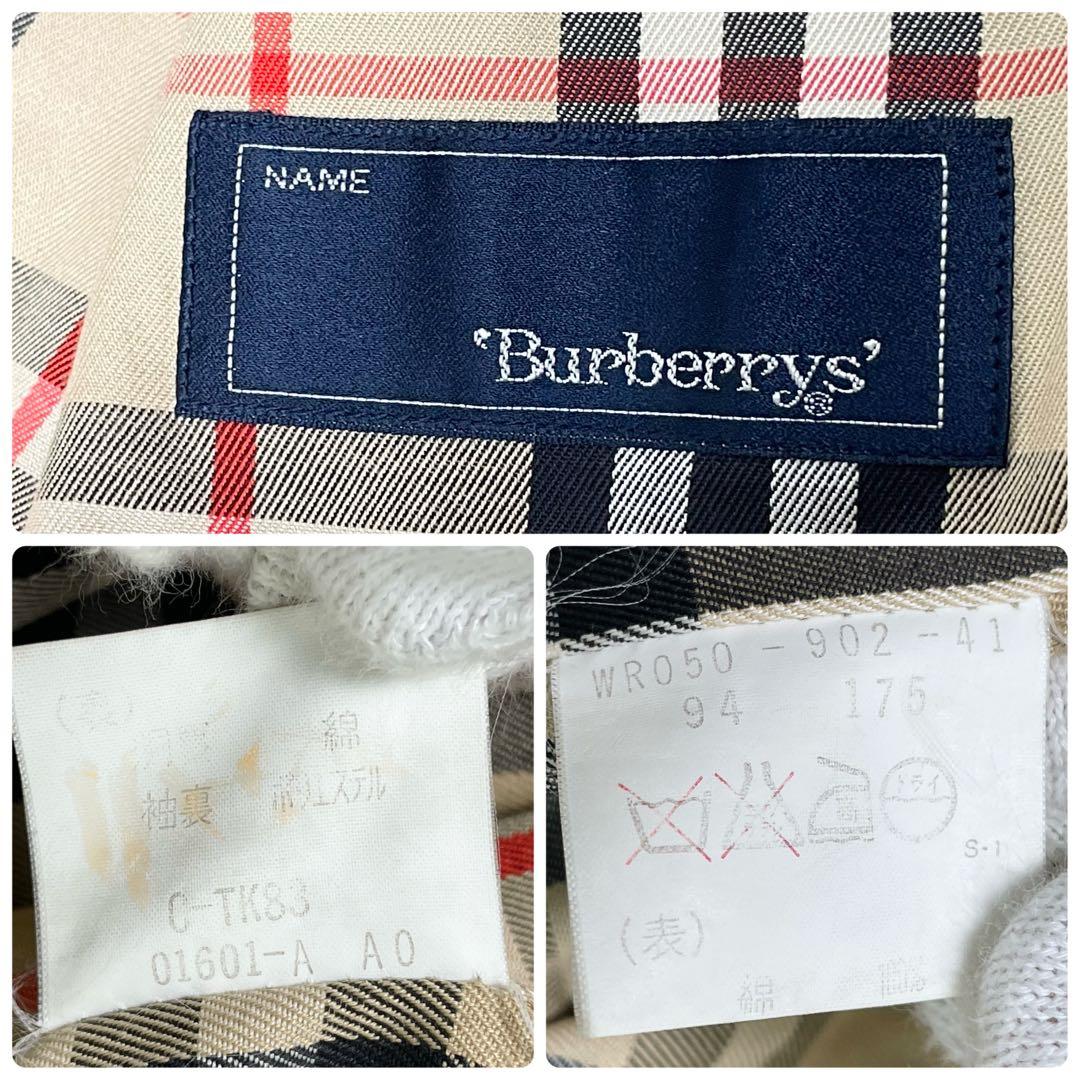 NAME
'Burberrys'
®
(表)
綿
袖裏 ポリエステル
C-TK83
01601-A A0
WR050-902-41
94 175
ドライ
S-1
(表)
綿 100%